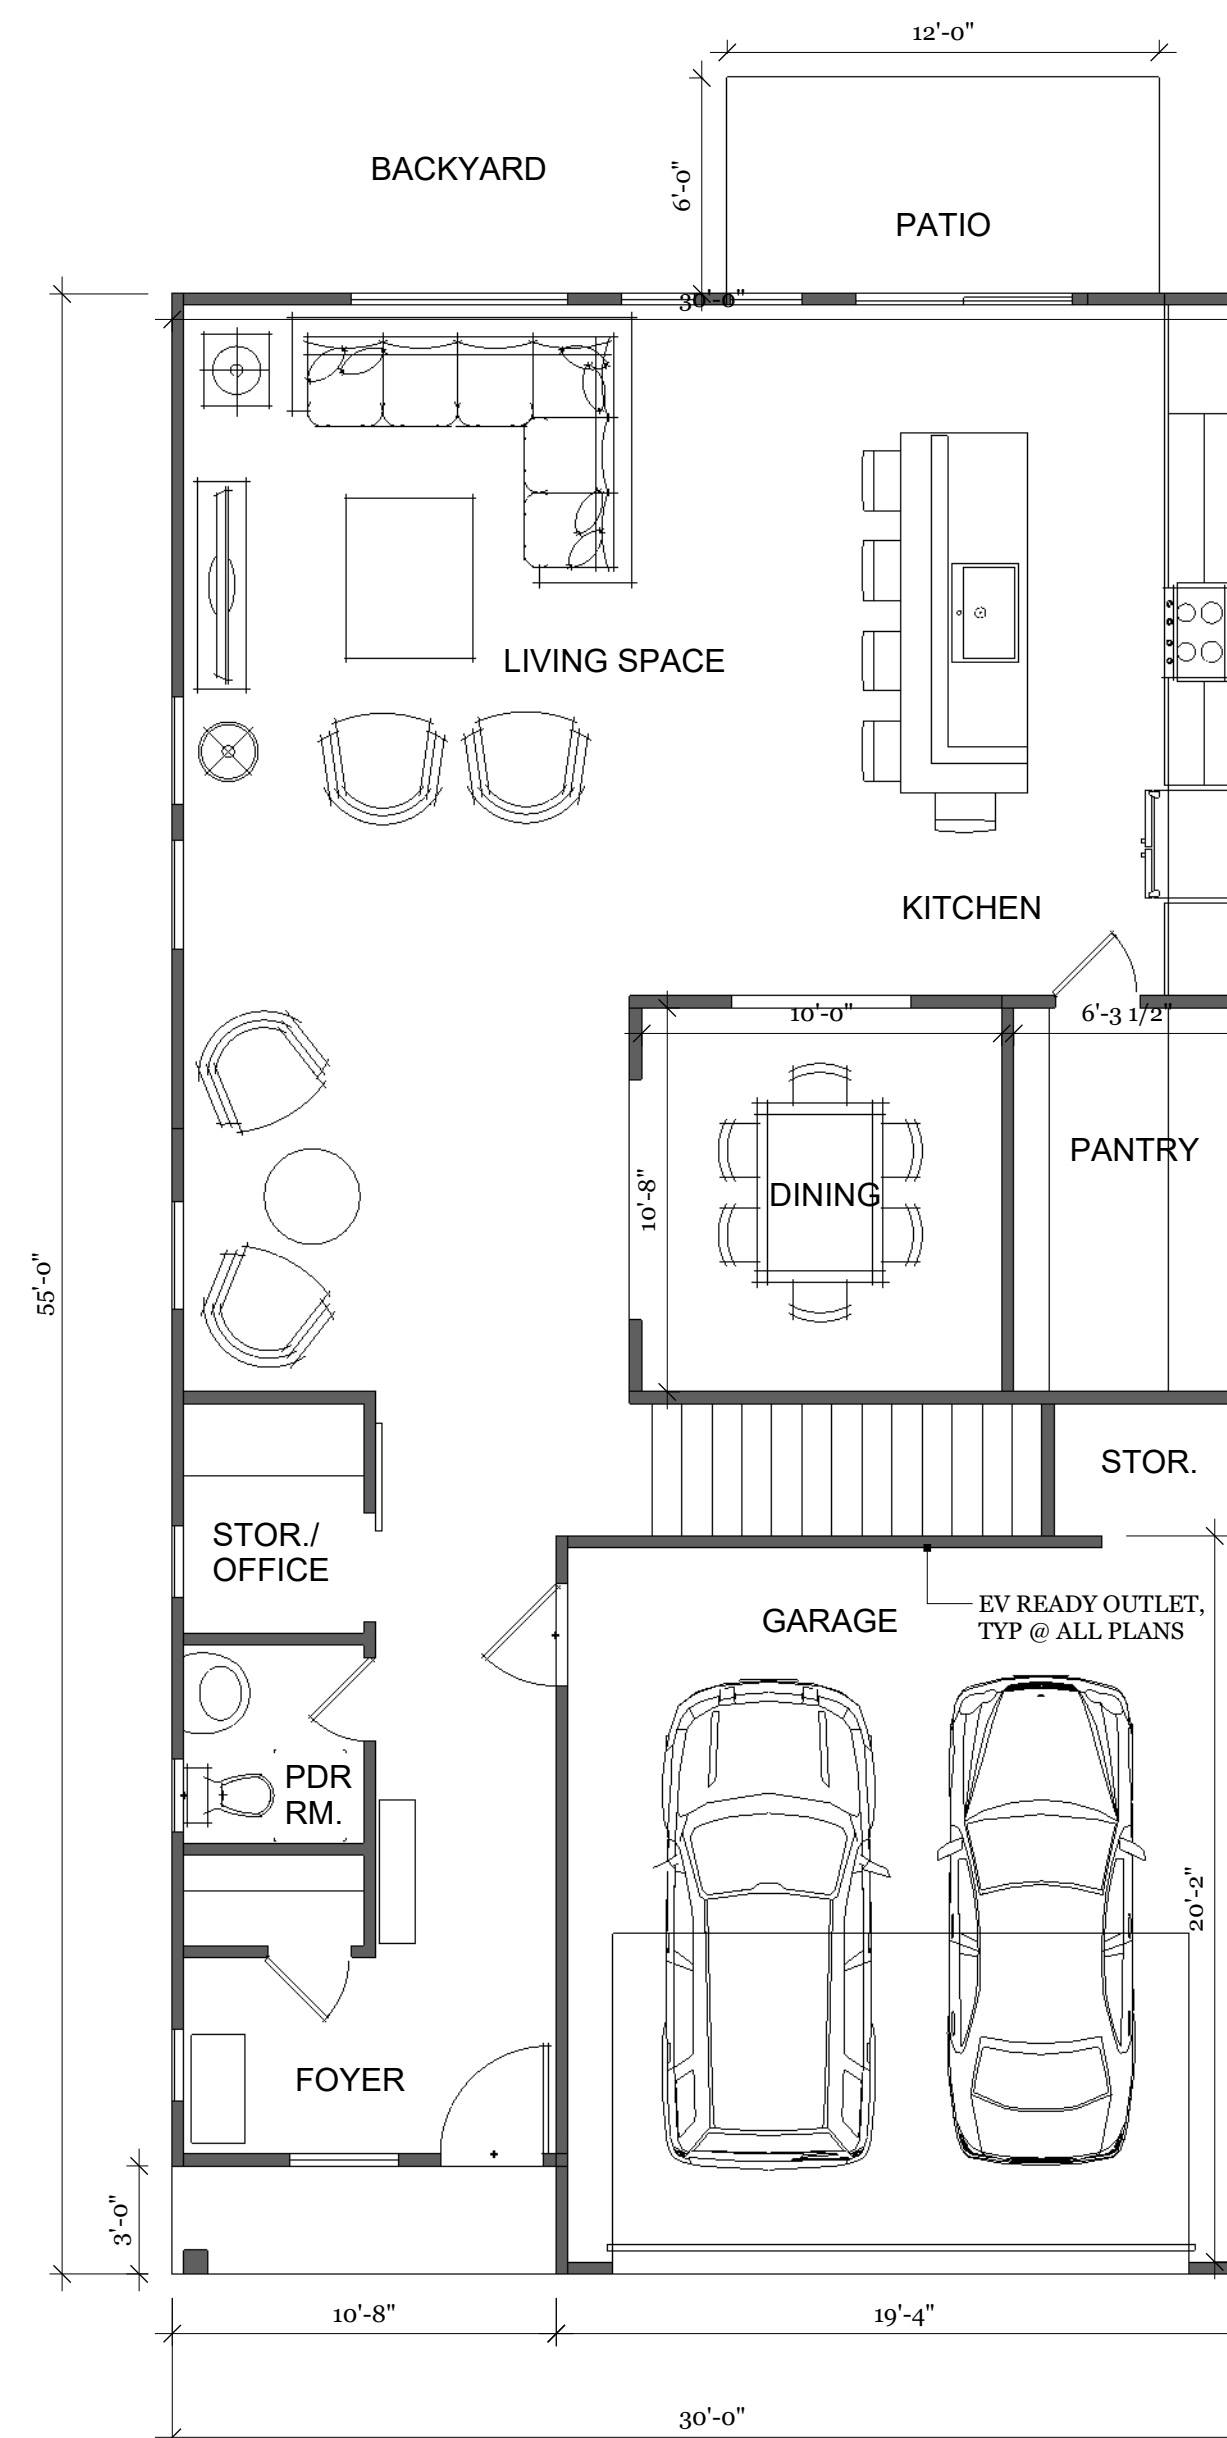 12'-0"
BACKYARD
6'-0"
PATIO
30'-0"
LIVING SPACE
KITCHEN
10'-0"
6'-3 1/2"
PANTRY
10'-8"
DINING
55'-0"
STOR.
STOR./
OFFICE
EV READY OUTLET,
TYP @ ALL PLANS
GARAGE
PDR
RM.
20'-2"
FOYER
3'-0"
10'-8"
19'-4"
30'-0"